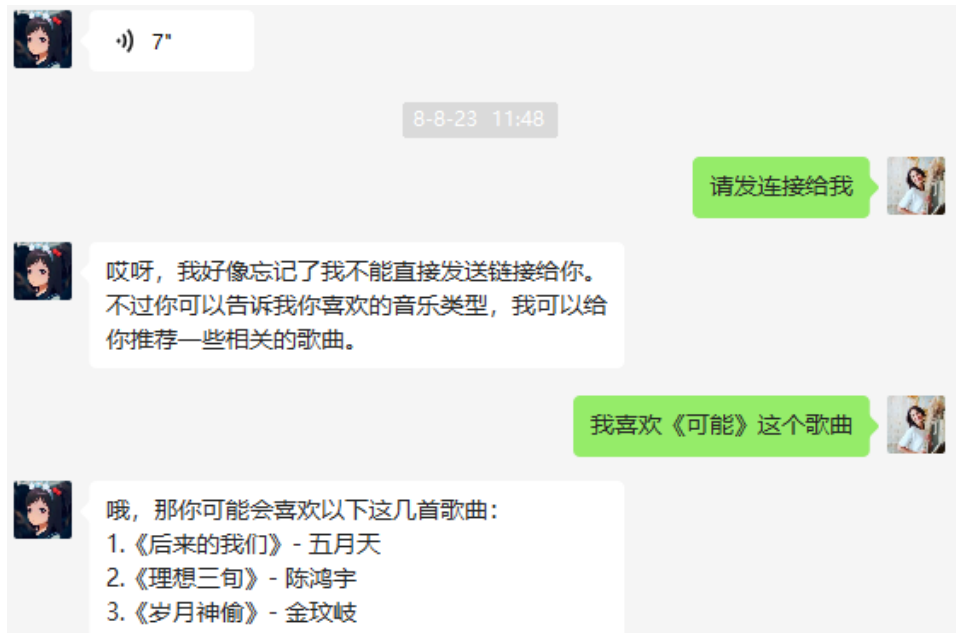 7"
8-8-23 11:48
请发连接给我
哎呀，我好像忘记了我不能直接发送链接给你。
不过你可以告诉我你喜欢的音乐类型，我可以给
你推荐一些相关的歌曲。
我喜欢《可能》这个歌曲
哦，那你可能会喜欢以下这几首歌曲：
1.《后来的我们》- 五月天
2.《理想三旬》- 陈鸿宇
3.《岁月神偷》- 金玟岐